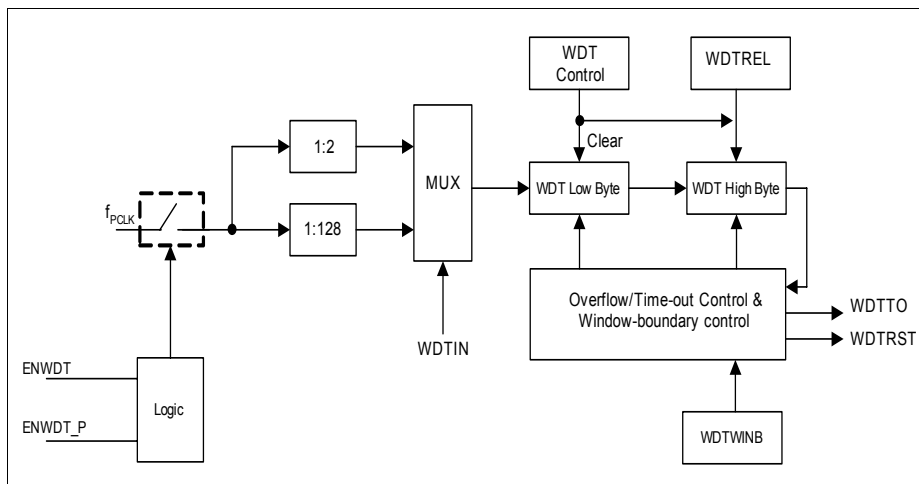 WDT
Control
WDTREL
Clear
1:2
MUX
WDT Low Byte
WDT High Byte
fPCLK
1:128
Overflow/Time-out Control &
Window-boundary control
WDTTO
WDTRST
WDTIN
ENWDT
Logic
ENWDT_P
WDTWINB